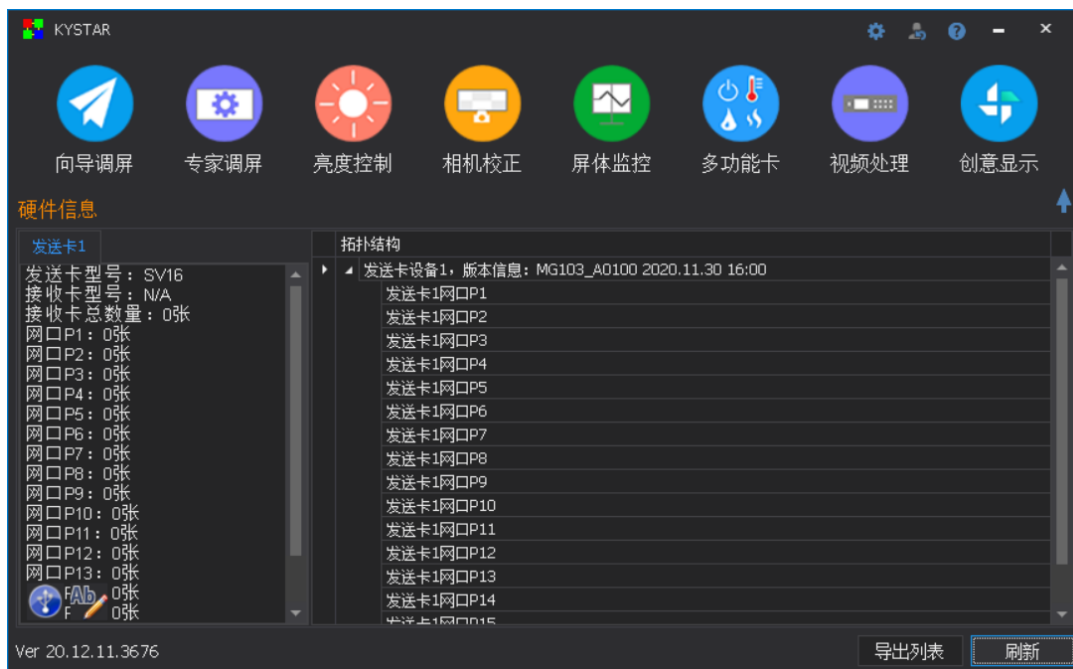 KYSTAR
向导调屏 专家调屏 亮度控制 相机校正 屏体监控 多功能卡 视频处理 创意显示
硬件信息
发送卡1
发送卡型号：SV16
接收卡型号：N/A
接收卡总数量：0张
网口P1：0张
网口P2：0张
网口P3：0张
网口P4：0张
网口P5：0张
网口P6：0张
网口P7：0张
网口P8：0张
网口P9：0张
网口P10：0张
网口P11：0张
网口P12：0张
网口P13：0张
0张
0张
Ab
拓扑结构
发送卡设备1，版本信息：MG103_A0100 2020.11.30 16:00
发送卡1网口P1
发送卡1网口P2
发送卡1网口P3
发送卡1网口P4
发送卡1网口P5
发送卡1网口P6
发送卡1网口P7
发送卡1网口P8
发送卡1网口P9
发送卡1网口P10
发送卡1网口P11
发送卡1网口P12
发送卡1网口P13
发送卡1网口P14
发送卡1网口P15
Ver 20.12.11.3676
导出列表 刷新